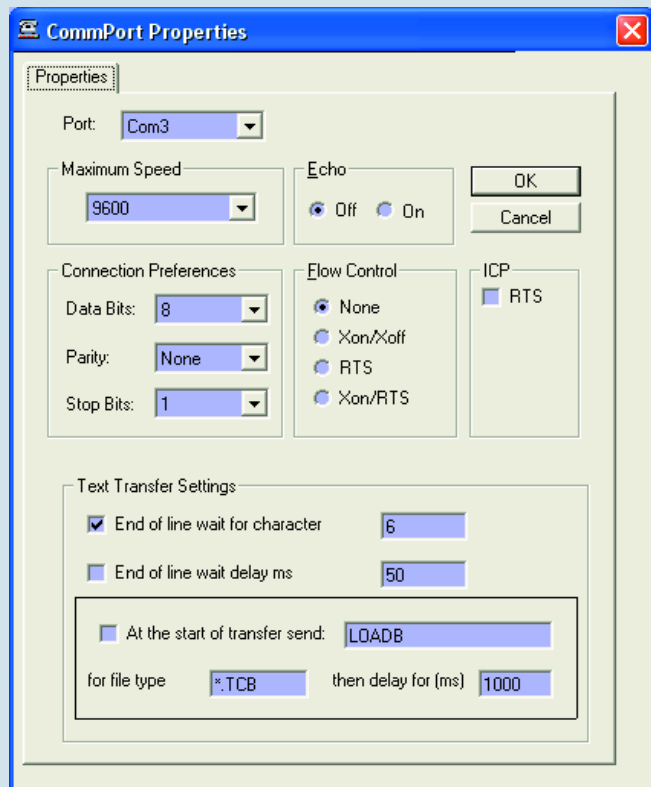 CommPort Properties
Properties
Port: Com3
Maximum Speed
9600
Echo
Off On
OK
Cancel
Connection Preferences
Data Bits: 8
Parity: None
Stop Bits: 1
Flow Control
None
Xon/Xoff
RTS
Xon/RTS
ICP
RTS
Text Transfer Settings
End of line wait for character 6
End of line wait delay ms 50
At the start of transfer send: LOADB
for file type *.TCB then delay for (ms) 1000